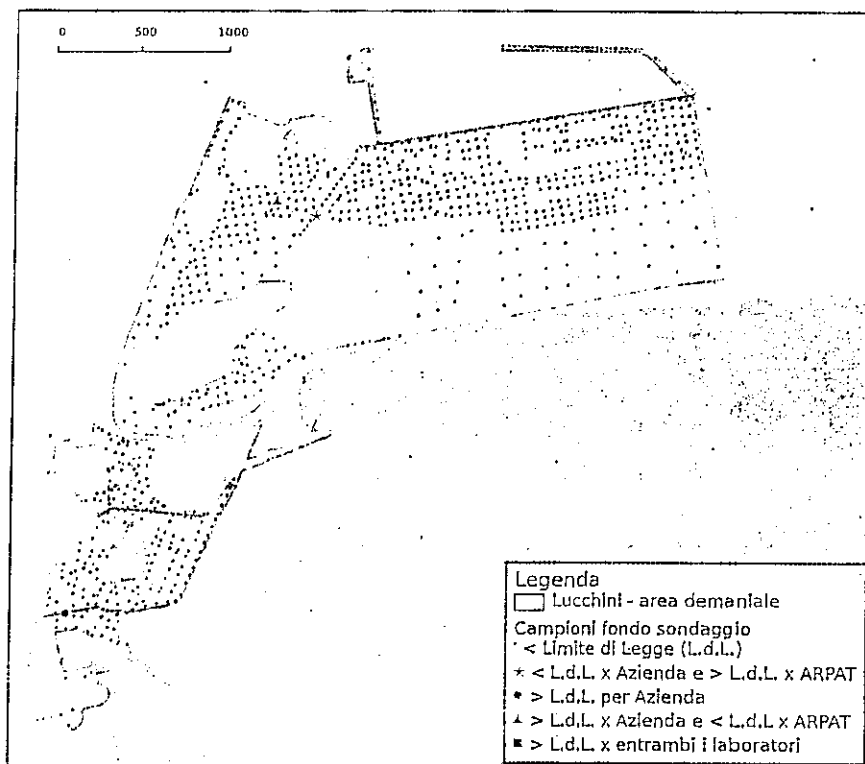 0 500 1000
Legenda
Lucchini - area demaniale
Campioni fondo sondaggio
< Limite di Legge (L.d.L.)
< L.d.L. x Azienda e > L.d.L. x ARPAT
> L.d.L. per Azienda
> L.d.L. x Azienda e < L.d.L x ARPAT
> L.d.L. x entrambi i laboratori